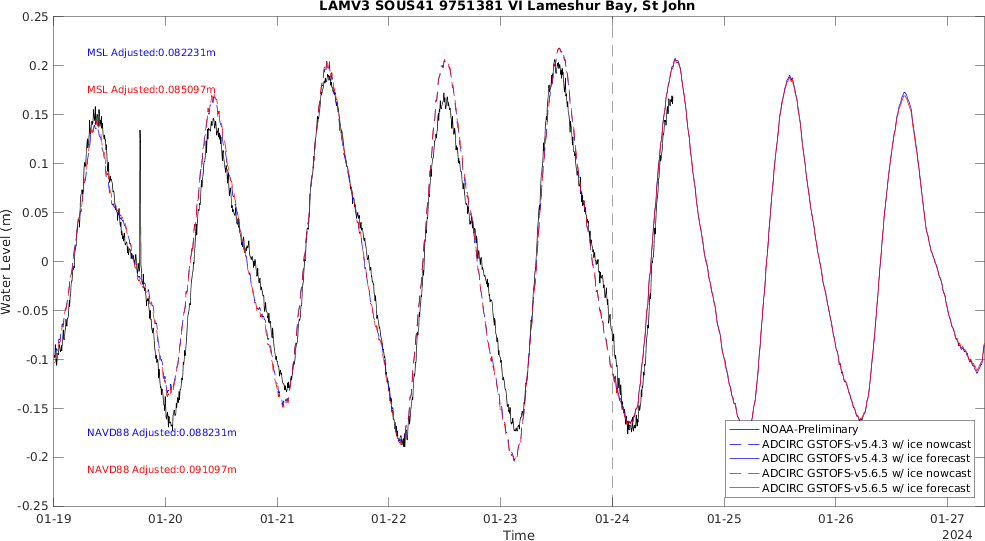 LAMV3 SOUS41 9751381 VI Lameshur Bay, St John
0.25
0.2
0.15
0.1
0.05
0
-0.05
-0.1
-0.15
-0.2
-0.25
Water Level (m)
MSL Adjusted:0.082231m
MSL Adjusted:0.085097m
NAVD88 Adjusted:0.088231m
NAVD88 Adjusted:0.091097m
NOAA-Preliminary
ADCIRC GSTOFS-v5.4.3 w/ ice nowcast
ADCIRC GSTOFS-v5.4.3 w/ ice forecast
ADCIRC GSTOFS-v5.6.5 w/ ice nowcast
ADCIRC GSTOFS-v5.6.5 w/ ice forecast
01-19 01-20 01-21 01-22 01-23 01-24 01-25 01-26 01-27
Time
2024